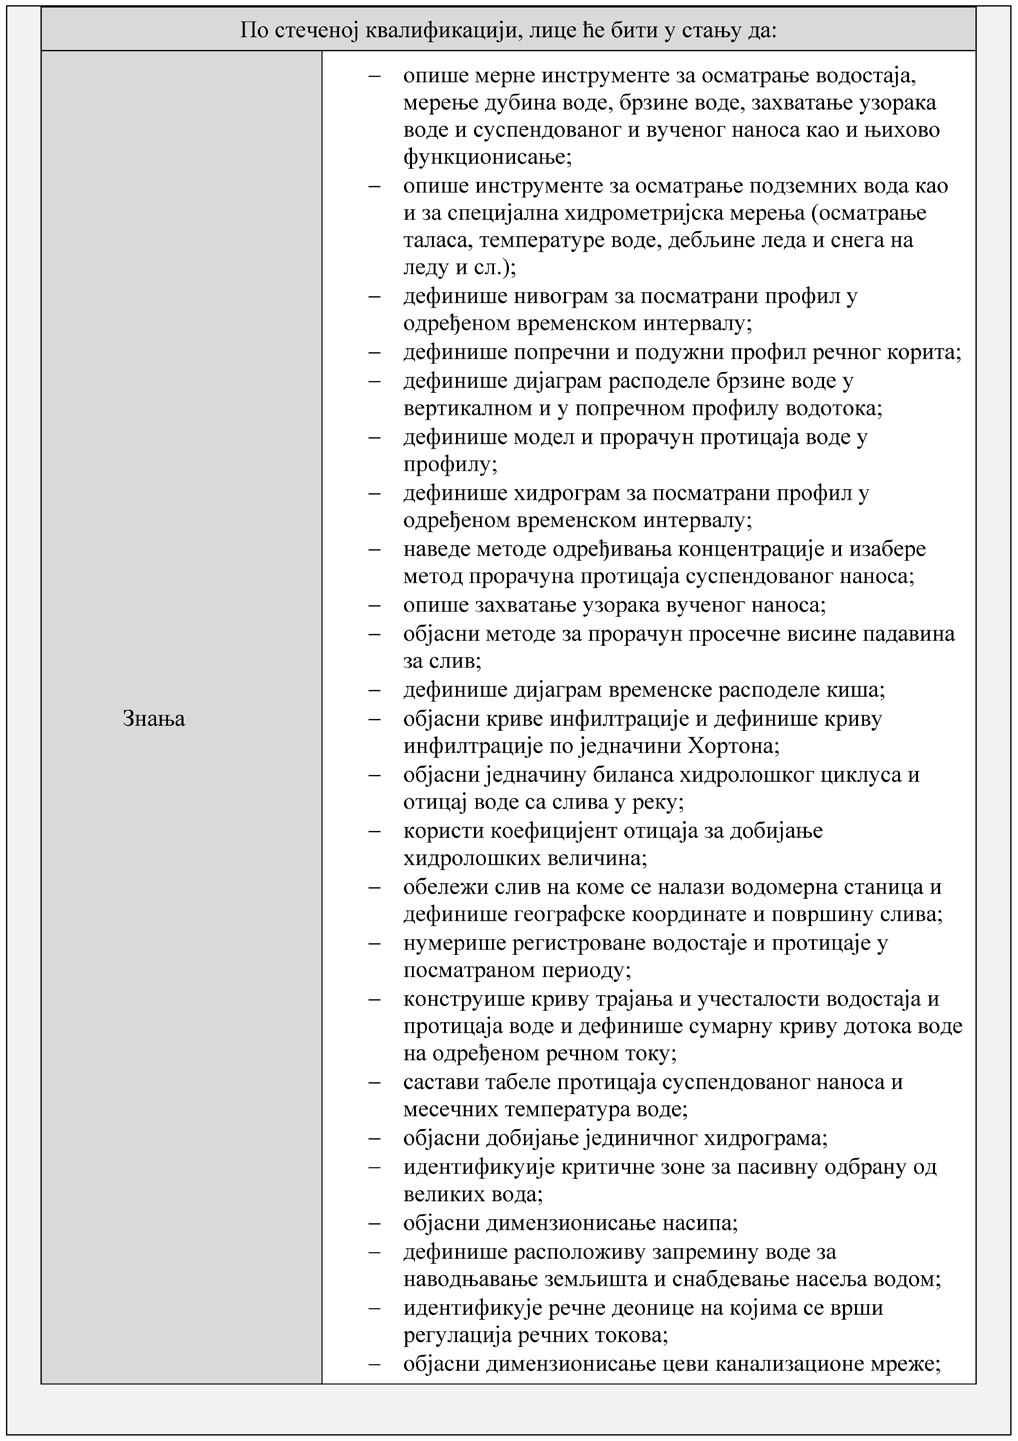 По стеченој квалификацији, лице ће бити у стању да:
Знања
– опише мерне инструменте за осматрање водостаја,
мерење дубина воде, брзине воде, захватање узорака
воде и суспендованог и вученог наноса као и њихово
функционисање;
– опише инструменте за осматрање подземних вода као
и за специјална хидрометријска мерења (осматрање
таласа, температуре воде, дебљине леда и снега на
леду и сл.);
– дефинише нивограм за посматрани профил у
одређеном временском интервалу;
– дефинише попречни и подужни профил речног корита;
– дефинише дијаграм расподеле брзине воде у
вертикалном и у попречном профилу водотока;
– дефинише модел и прорачун протицаја воде у
профилу;
– дефинише хидрограм за посматрани профил у
одређеном временском интервалу;
– наведе методе одређивања концентрације и изабере
метод прорачуна протицаја суспендованог наноса;
– опише захватање узорака вученог наноса;
– објасни методе за прорачун просечне висине падавина
за слив;
– дефинише дијаграм временске расподеле киша;
– објасни криве инфилтрације и дефинише криву
инфилтрације по једначини Хортона;
– објасни једначину биланса хидролошког циклуса и
отицај воде са слива у реку;
– користи коефицијент отицаја за добијање
хидролошких величина;
– обележи слив на коме се налази водомерна станица и
дефинише географске координате и површину слива;
– нумерише регистроване водостаје и протицаје у
посматраном периоду;
– конструише криву трајања и учесталости водостаја и
протицаја воде и дефинише сумарну криву дотока воде
на одређеном речном току;
– састави табеле протицаја суспендованог наноса и
месечних температура воде;
– објасни добијање јединичног хидрограма;
– идентификуије критичне зоне за пасивну одбрану од
великих вода;
– објасни димензионисање насипа;
– дефинише расположиву запремину воде за
наводњавање земљишта и снабдевање насеља водом;
– идентификује речне деонице на којима се врши
регулација речних токова;
– објасни димензионисање цеви канализационе мреже;